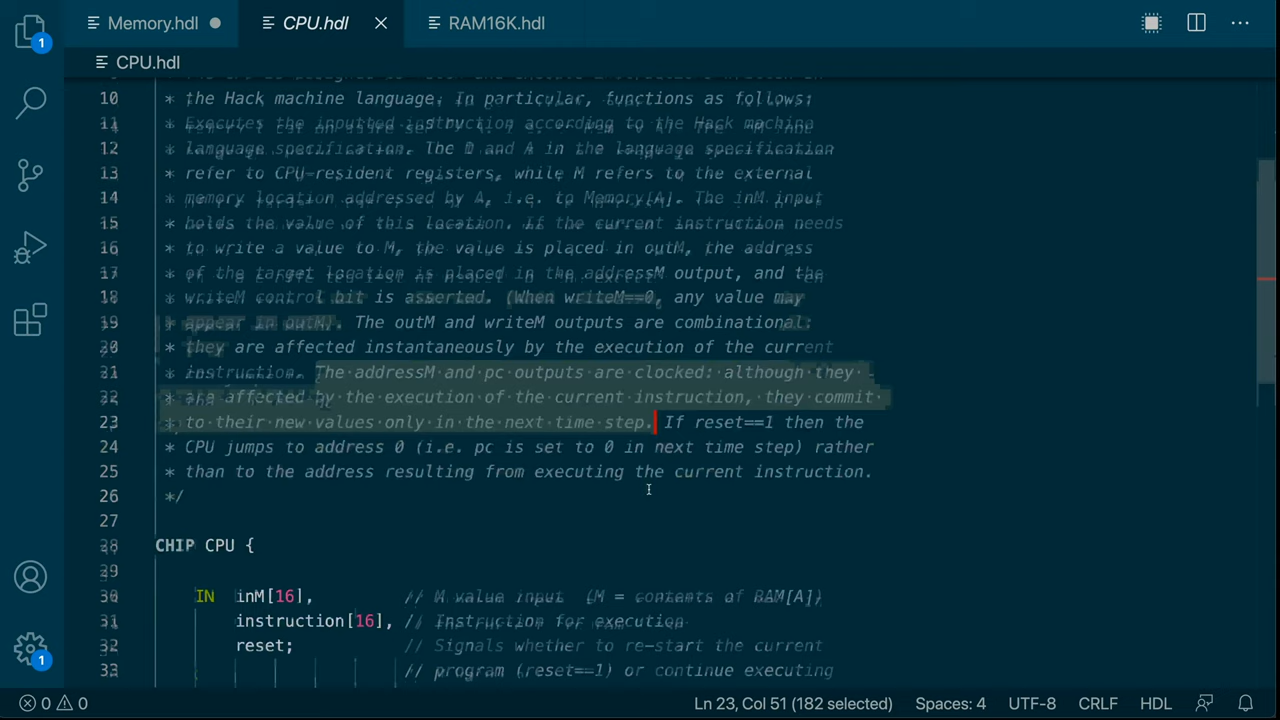 Memory.hdl
CPU.hdl
RAM16K.hdl
CPU.hdl
10 * the Hack machine language. In particular, functions as follows:
11 * Executes the inputted instruction according to the Hack machine
12 * language specification. The D and A in the language specification
13 * refer to CPU-resident registers, while M refers to the external
14 * memory location addressed by A, i.e. to Memory[A]. The inM input
15 * holds the value of this location. If the current instruction needs
16 * to write a value to M, the value is placed in outM, the address
17 * of the target location is placed in the addressM output, and the
18 * writeM control bit is asserted. (When writeM==0, any value may
19 * appear in outM). The outM and writeM outputs are combinational:
20 * they are affected instantaneously by the execution of the current
21 * instruction. The addressM and pc outputs are clocked: although they
22 * are affected by the execution of the current instruction, they commit
23 * to their new values only in the next time step. If reset==1 then the
24 * CPU jumps to address 0 (i.e. pc is set to 0 in next time step) rather
25 * than to the address resulting from executing the current instruction.
26 */
27
28 CHIP CPU {
29
30 IN inM[16], // M value input (M = contents of RAM[A])
31 instruction[16], // Instruction for execution
32 reset; // Signals whether to re-start the current
33 // program (reset==1) or continue executing
1
1
0 0 Ln 23, Col 51 (182 selected) Spaces: 4 UTF-8 CRLF HDL